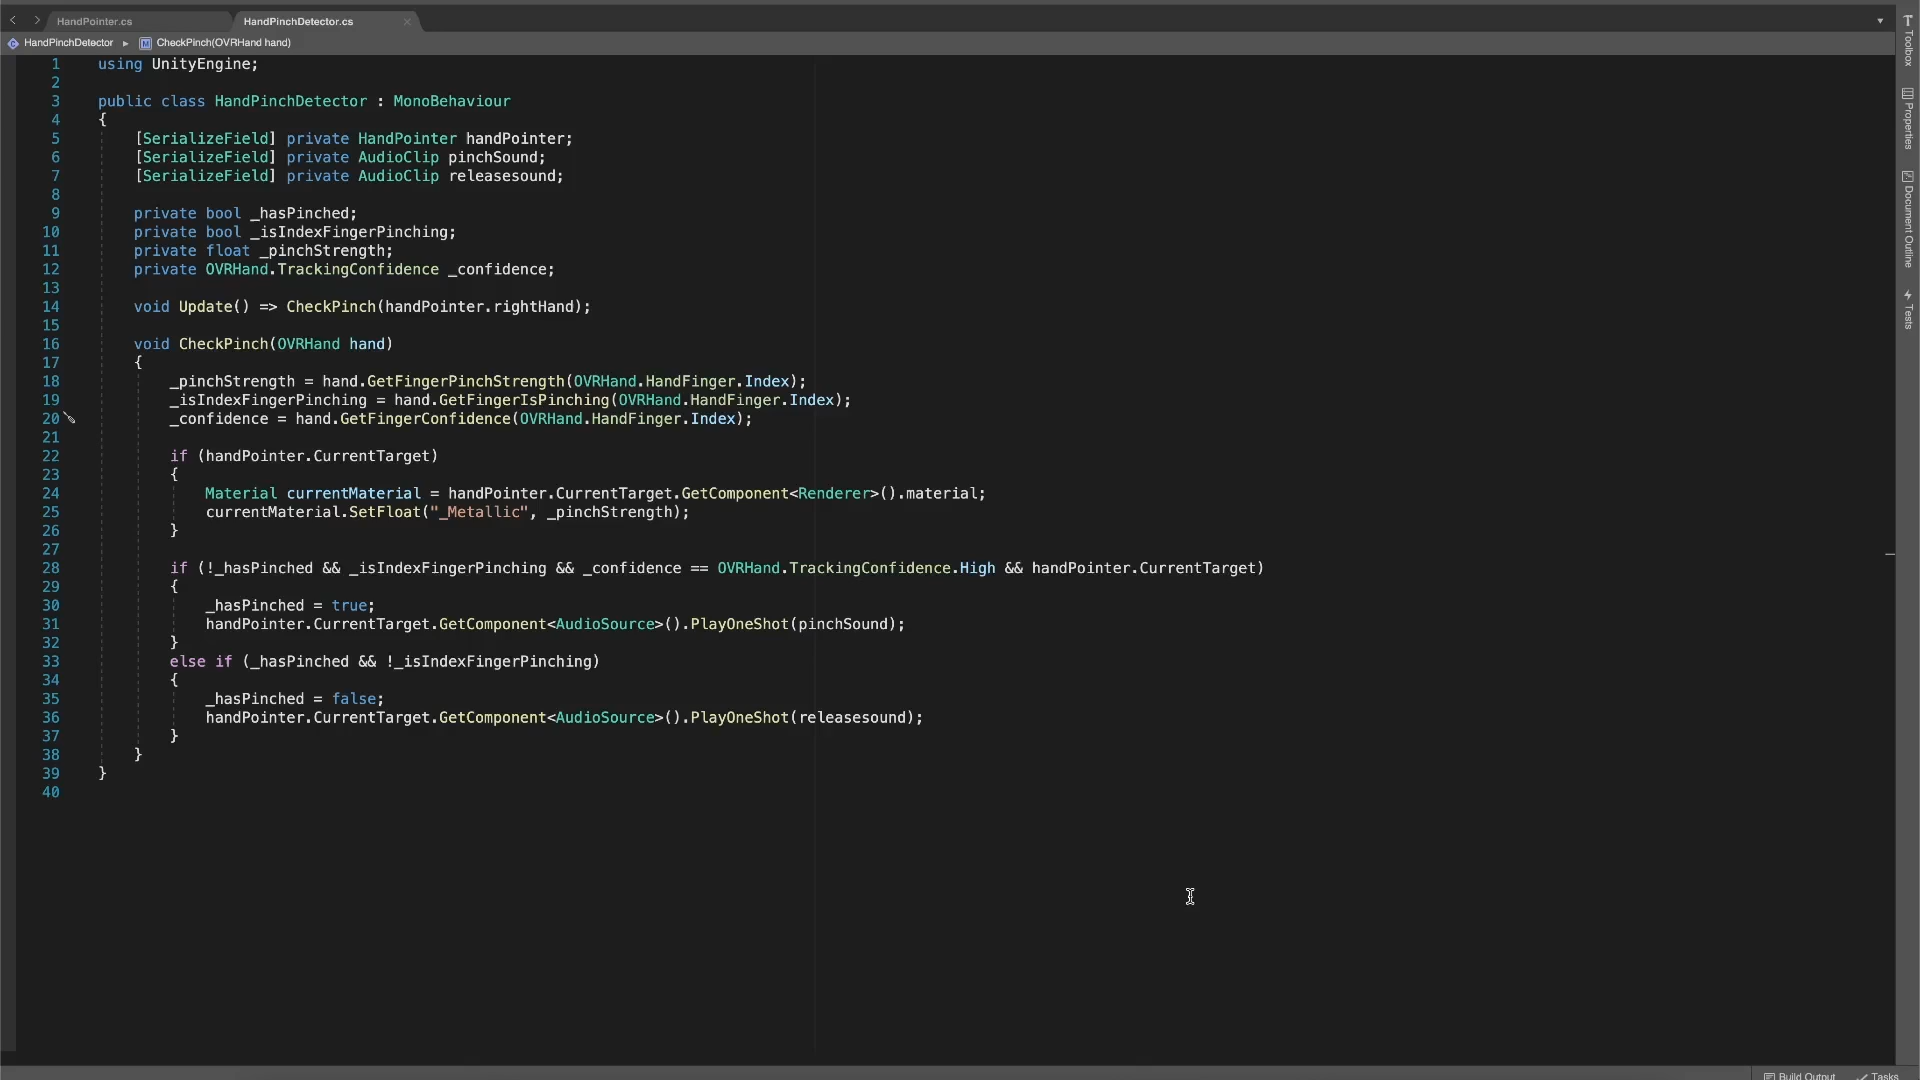 HandPointer.cs
HandPinchDetector.cs
HandPinchDetector
CheckPinch(OVRHand hand)
1 using UnityEngine;
2
3 public class HandPinchDetector : MonoBehaviour
4 {
5 [SerializeField] private HandPointer handPointer;
6 [SerializeField] private AudioClip pinchSound;
7 [SerializeField] private AudioClip releasesound;
8
9 private bool _hasPinched;
10 private bool _isIndexFingerPinching;
11 private float _pinchStrength;
12 private OVRHand.TrackingConfidence _confidence;
13
14 void Update() => CheckPinch(handPointer.rightHand);
15
16 void CheckPinch(OVRHand hand)
17 {
18 _pinchStrength = hand.GetFingerPinchStrength(OVRHand.HandFinger.Index);
19 _isIndexFingerPinching = hand.GetFingerIsPinching(OVRHand.HandFinger.Index);
20 _confidence = hand.GetFingerConfidence(OVRHand.HandFinger.Index);
21
22 if (handPointer.CurrentTarget)
23 {
24 Material currentMaterial = handPointer.CurrentTarget.GetComponent<Renderer>().material;
25 currentMaterial.SetFloat("_Metallic", _pinchStrength);
26 }
27
28 if (!_hasPinched && _isIndexFingerPinching && _confidence == OVRHand.TrackingConfidence.High && handPointer.CurrentTarget)
29 {
30 _hasPinched = true;
31 handPointer.CurrentTarget.GetComponent<AudioSource>().PlayOneShot(pinchSound);
32 }
33 else if (_hasPinched && !_isIndexFingerPinching)
34 {
35 _hasPinched = false;
36 handPointer.CurrentTarget.GetComponent<AudioSource>().PlayOneShot(releasesound);
37 }
38 }
39 }
40
Toolbox
Properties
Document Outline
Tests
Build Output
Tasks